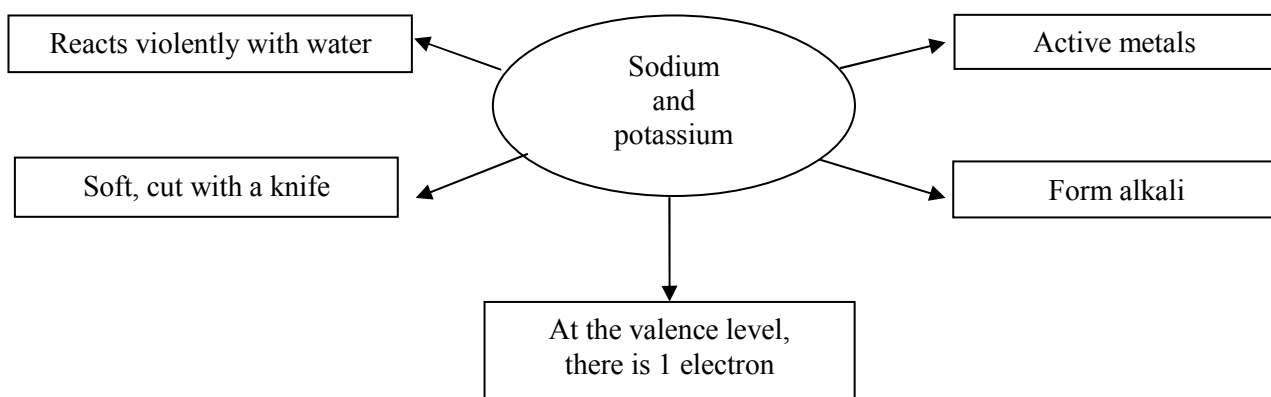 Reacts violently with water
Sodium
and
potassium
Active metals
Soft, cut with a knife
Form alkali
At the valence level,
there is 1 electron